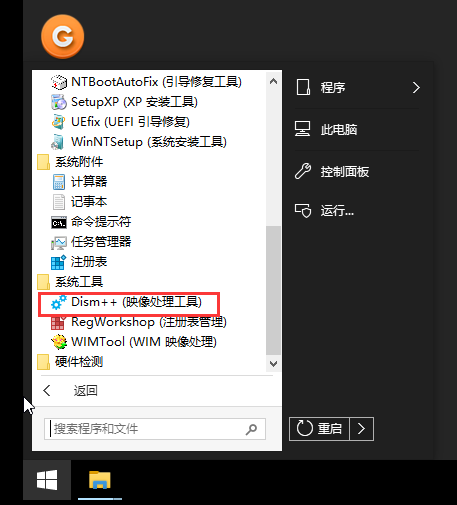 G
NTBootAutoFix (引导修复工具)
SetupXP (XP 安装工具)
UEfix (UEFI 引导修复)
WinNTSetup (系统安装工具)
系统附件
计算器
记事本
命令提示符
任务管理器
注册表
系统工具
Dism++ (映像处理工具)
RegWorkshop (注册表管理)
WIMTool (WIM 映像处理)
硬件检测
返回
搜索程序和文件
程序
此电脑
控制面板
运行...
重启